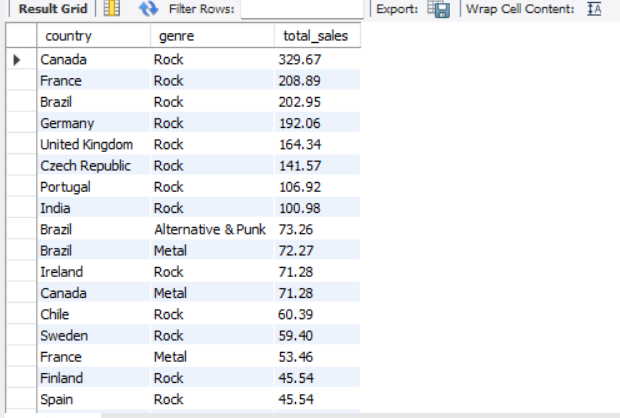 Result Grid Filter Rows: Export: Wrap Cell Content:
country genre total_sales
Canada Rock 329.67
France Rock 208.89
Brazil Rock 202.95
Germany Rock 192.06
United Kingdom Rock 164.34
Czech Republic Rock 141.57
Portugal Rock 106.92
India Rock 100.98
Brazil Alternative & Punk 73.26
Brazil Metal 72.27
Ireland Rock 71.28
Canada Metal 71.28
Chile Rock 60.39
Sweden Rock 59.40
France Metal 53.46
Finland Rock 45.54
Spain Rock 45.54